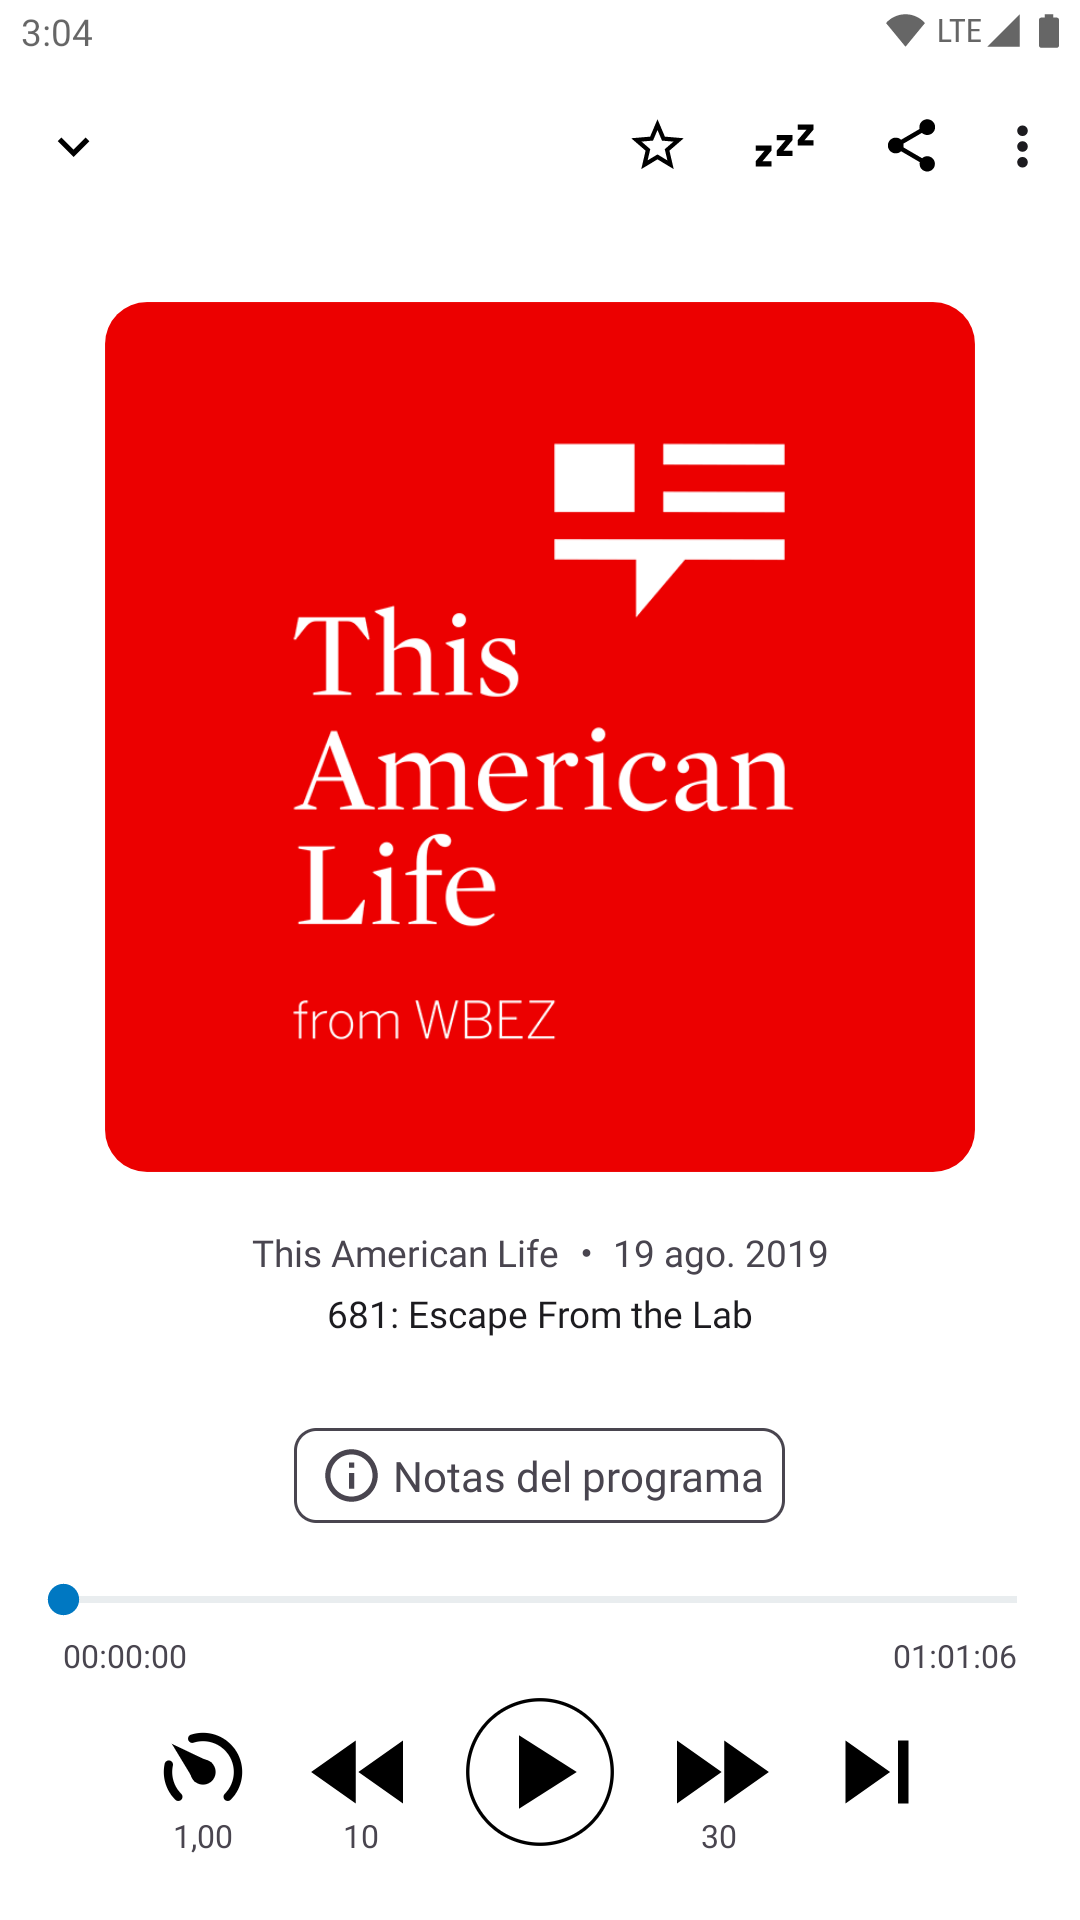 3:04
LTE
zzz
This
American
Life
from WBEZ
This American Life • 19 ago. 2019
681: Escape From the Lab
Notas del programa
00:00:00
01:01:06
1,00
10
30